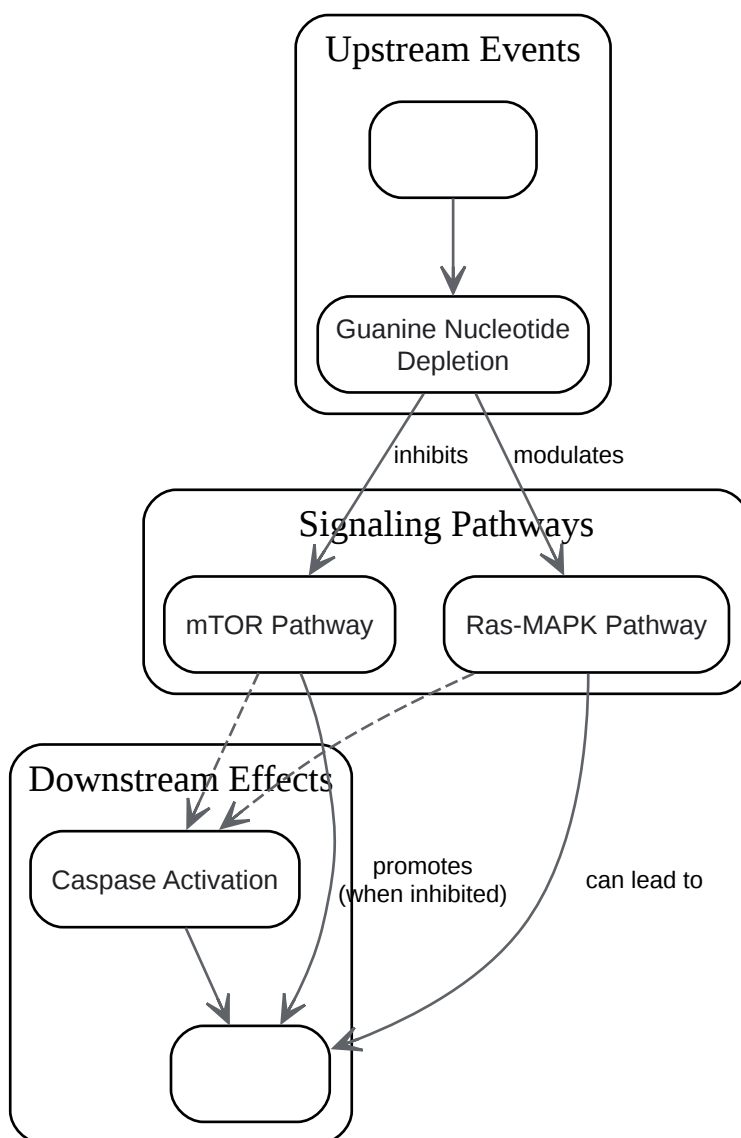 Upstream Events
Guanine Nucleotide
Depletion
inhibits
modulates
Signaling Pathways
mTOR Pathway
Ras-MAPK Pathway
Downstream Effects
Caspase Activation
promotes
(when inhibited)
can lead to